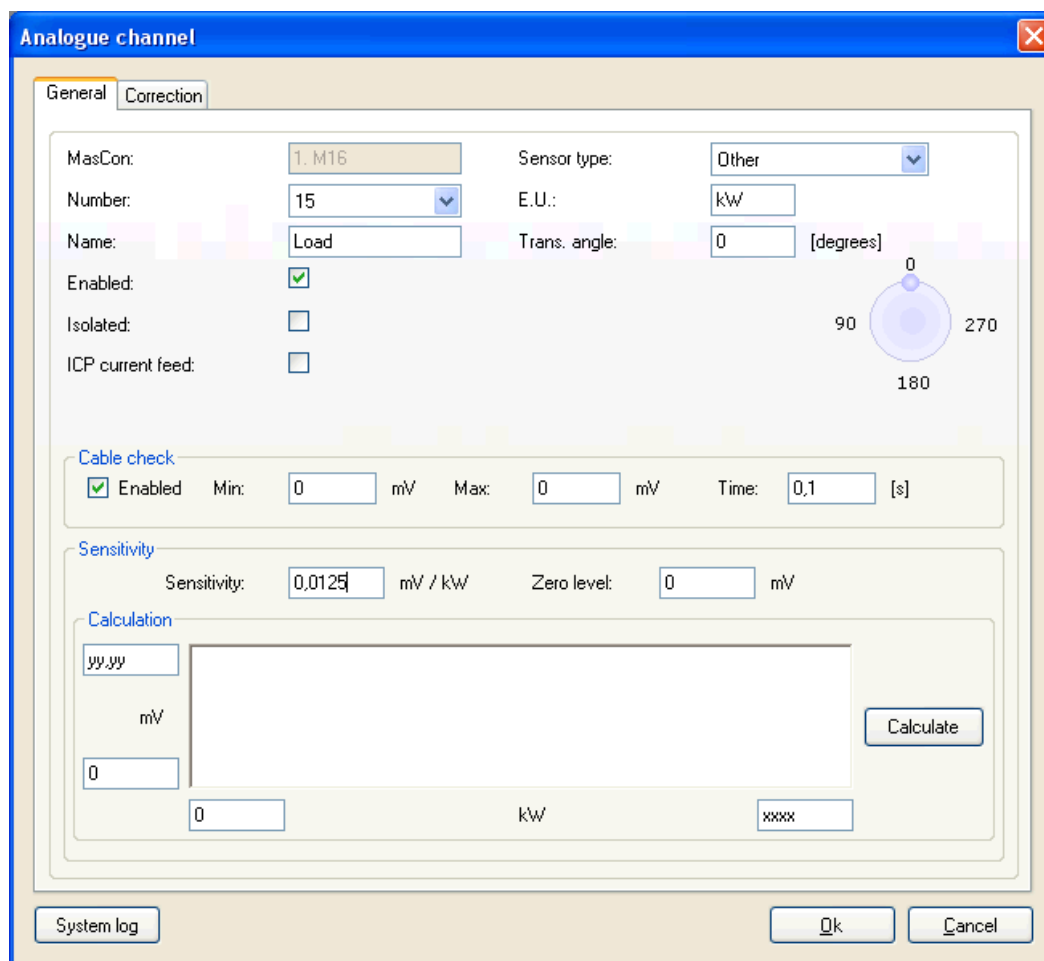 Analogue channel
General Correction
MasCon: 1. M16 Sensor type: Other
Number: 15 E.U.: kW
Name: Load Trans. angle: 0 [degrees]
Enabled:
0
Isolated:
90 270
ICP current feed:
180
Cable check
Enabled Min: 0 mV Max: 0 mV Time: 0,1 [s]
Sensitivity
Sensitivity: 0,0125 mV / kW Zero level: 0 mV
Calculation
yy.yy
mV
Calculate
0
0 kW xxxx
System log Ok Cancel